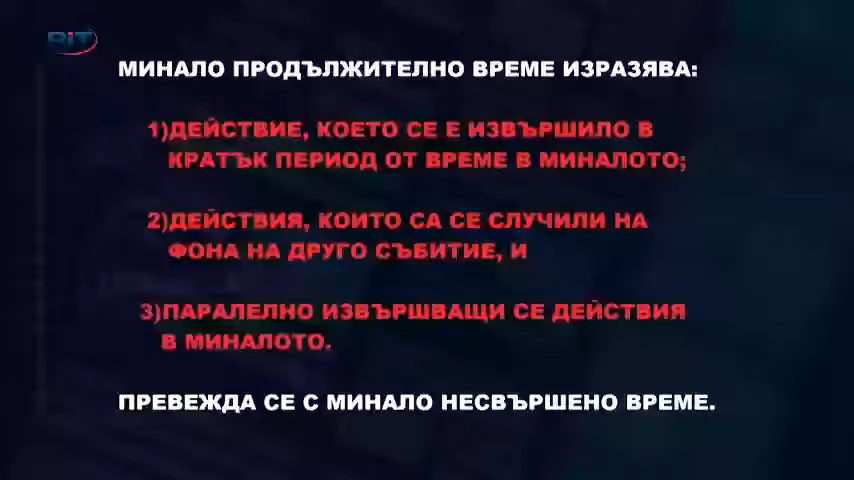 RiT
МИНАЛО ПРОДЪЛЖИТЕЛНО ВРЕМЕ ИЗРАЗЯВА:
1)ДЕЙСТВИЕ, КОЕТО СЕ Е ИЗВЪРШИЛО В
КРАТЪК ПЕРИОД ОТ ВРЕМЕ В МИНАЛОТО;
2)ДЕЙСТВИЯ, КОИТО СА СЕ СЛУЧИЛИ НА
ФОНА НА ДРУГО СЪБИТИЕ, И
3)ПАРАЛЕЛНО ИЗВЪРШВАЩИ СЕ ДЕЙСТВИЯ
В МИНАЛОТО.
ПРЕВЕЖДА СЕ С МИНАЛО НЕСВЪРШЕНО ВРЕМЕ.